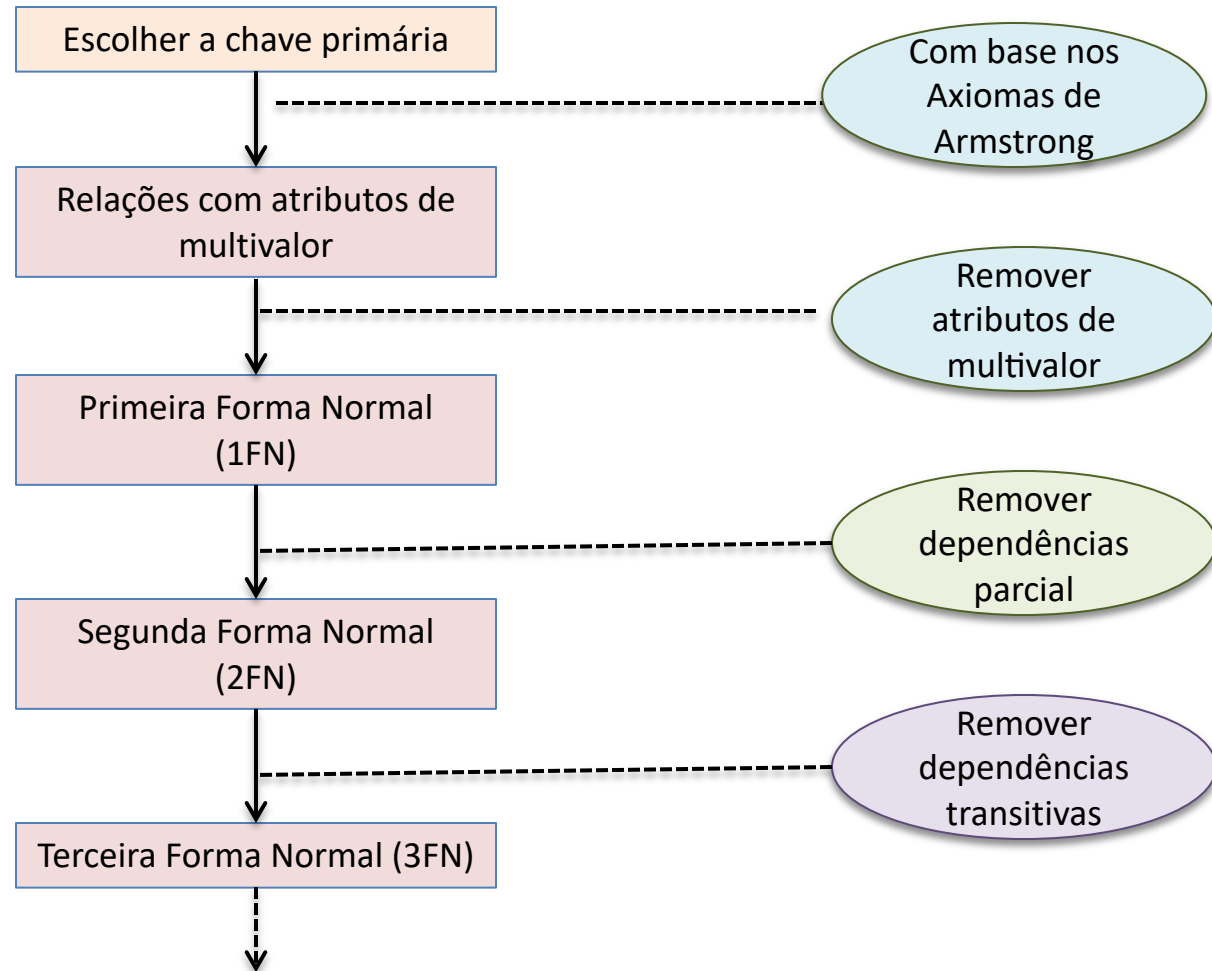 Escolher a chave primária
Com base nos
Axiomas de
Armstrong
Relações com atributos de
multivalor
Remover
atributos de
multivalor
Primeira Forma Normal
(1FN)
Remover
dependências
parcial
Segunda Forma Normal
(2FN)
Remover
dependências
transitivas
Terceira Forma Normal (3FN)